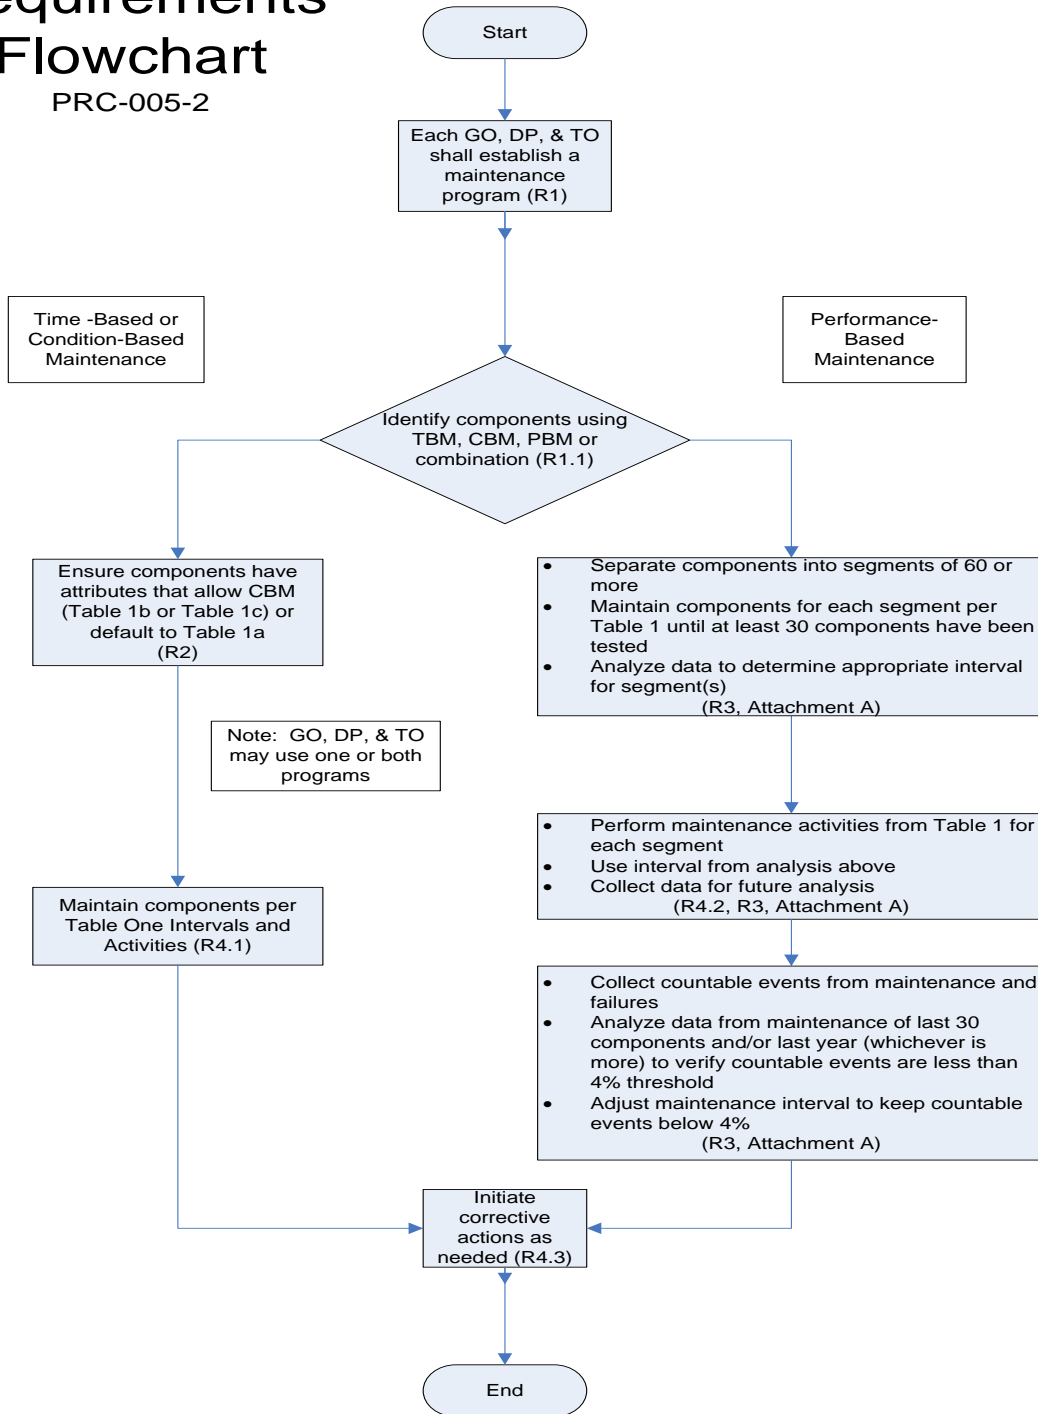 equirements
Flowchart
PRC-005-2
Start
Each GO, DP, & TO
shall establish a
maintenance
program (R1)
Time -Based or
Condition-Based
Maintenance
Performance-
Based
Maintenance
Identify components using
TBM, CBM, PBM or
combination (R1.1)
Ensure components have
attributes that allow CBM
(Table 1b or Table 1c) or
default to Table 1a
(R2)
• Separate components into segments of 60 or
more
• Maintain components for each segment per
Table 1 until at least 30 components have been
tested
• Analyze data to determine appropriate interval
for segment(s)
(R3, Attachment A)
Note:  GO, DP, & TO
may use one or both
programs
• Perform maintenance activities from Table 1 for
each segment
• Use interval from analysis above
• Collect data for future analysis
(R4.2, R3, Attachment A)
Maintain components per
Table One Intervals and
Activities (R4.1)
• Collect countable events from maintenance and
failures
• Analyze data from maintenance of last 30
components and/or last year (whichever is
more) to verify countable events are less than
4% threshold
• Adjust maintenance interval to keep countable
events below 4%
(R3, Attachment A)
Initiate
corrective
actions as
needed (R4.3)
End